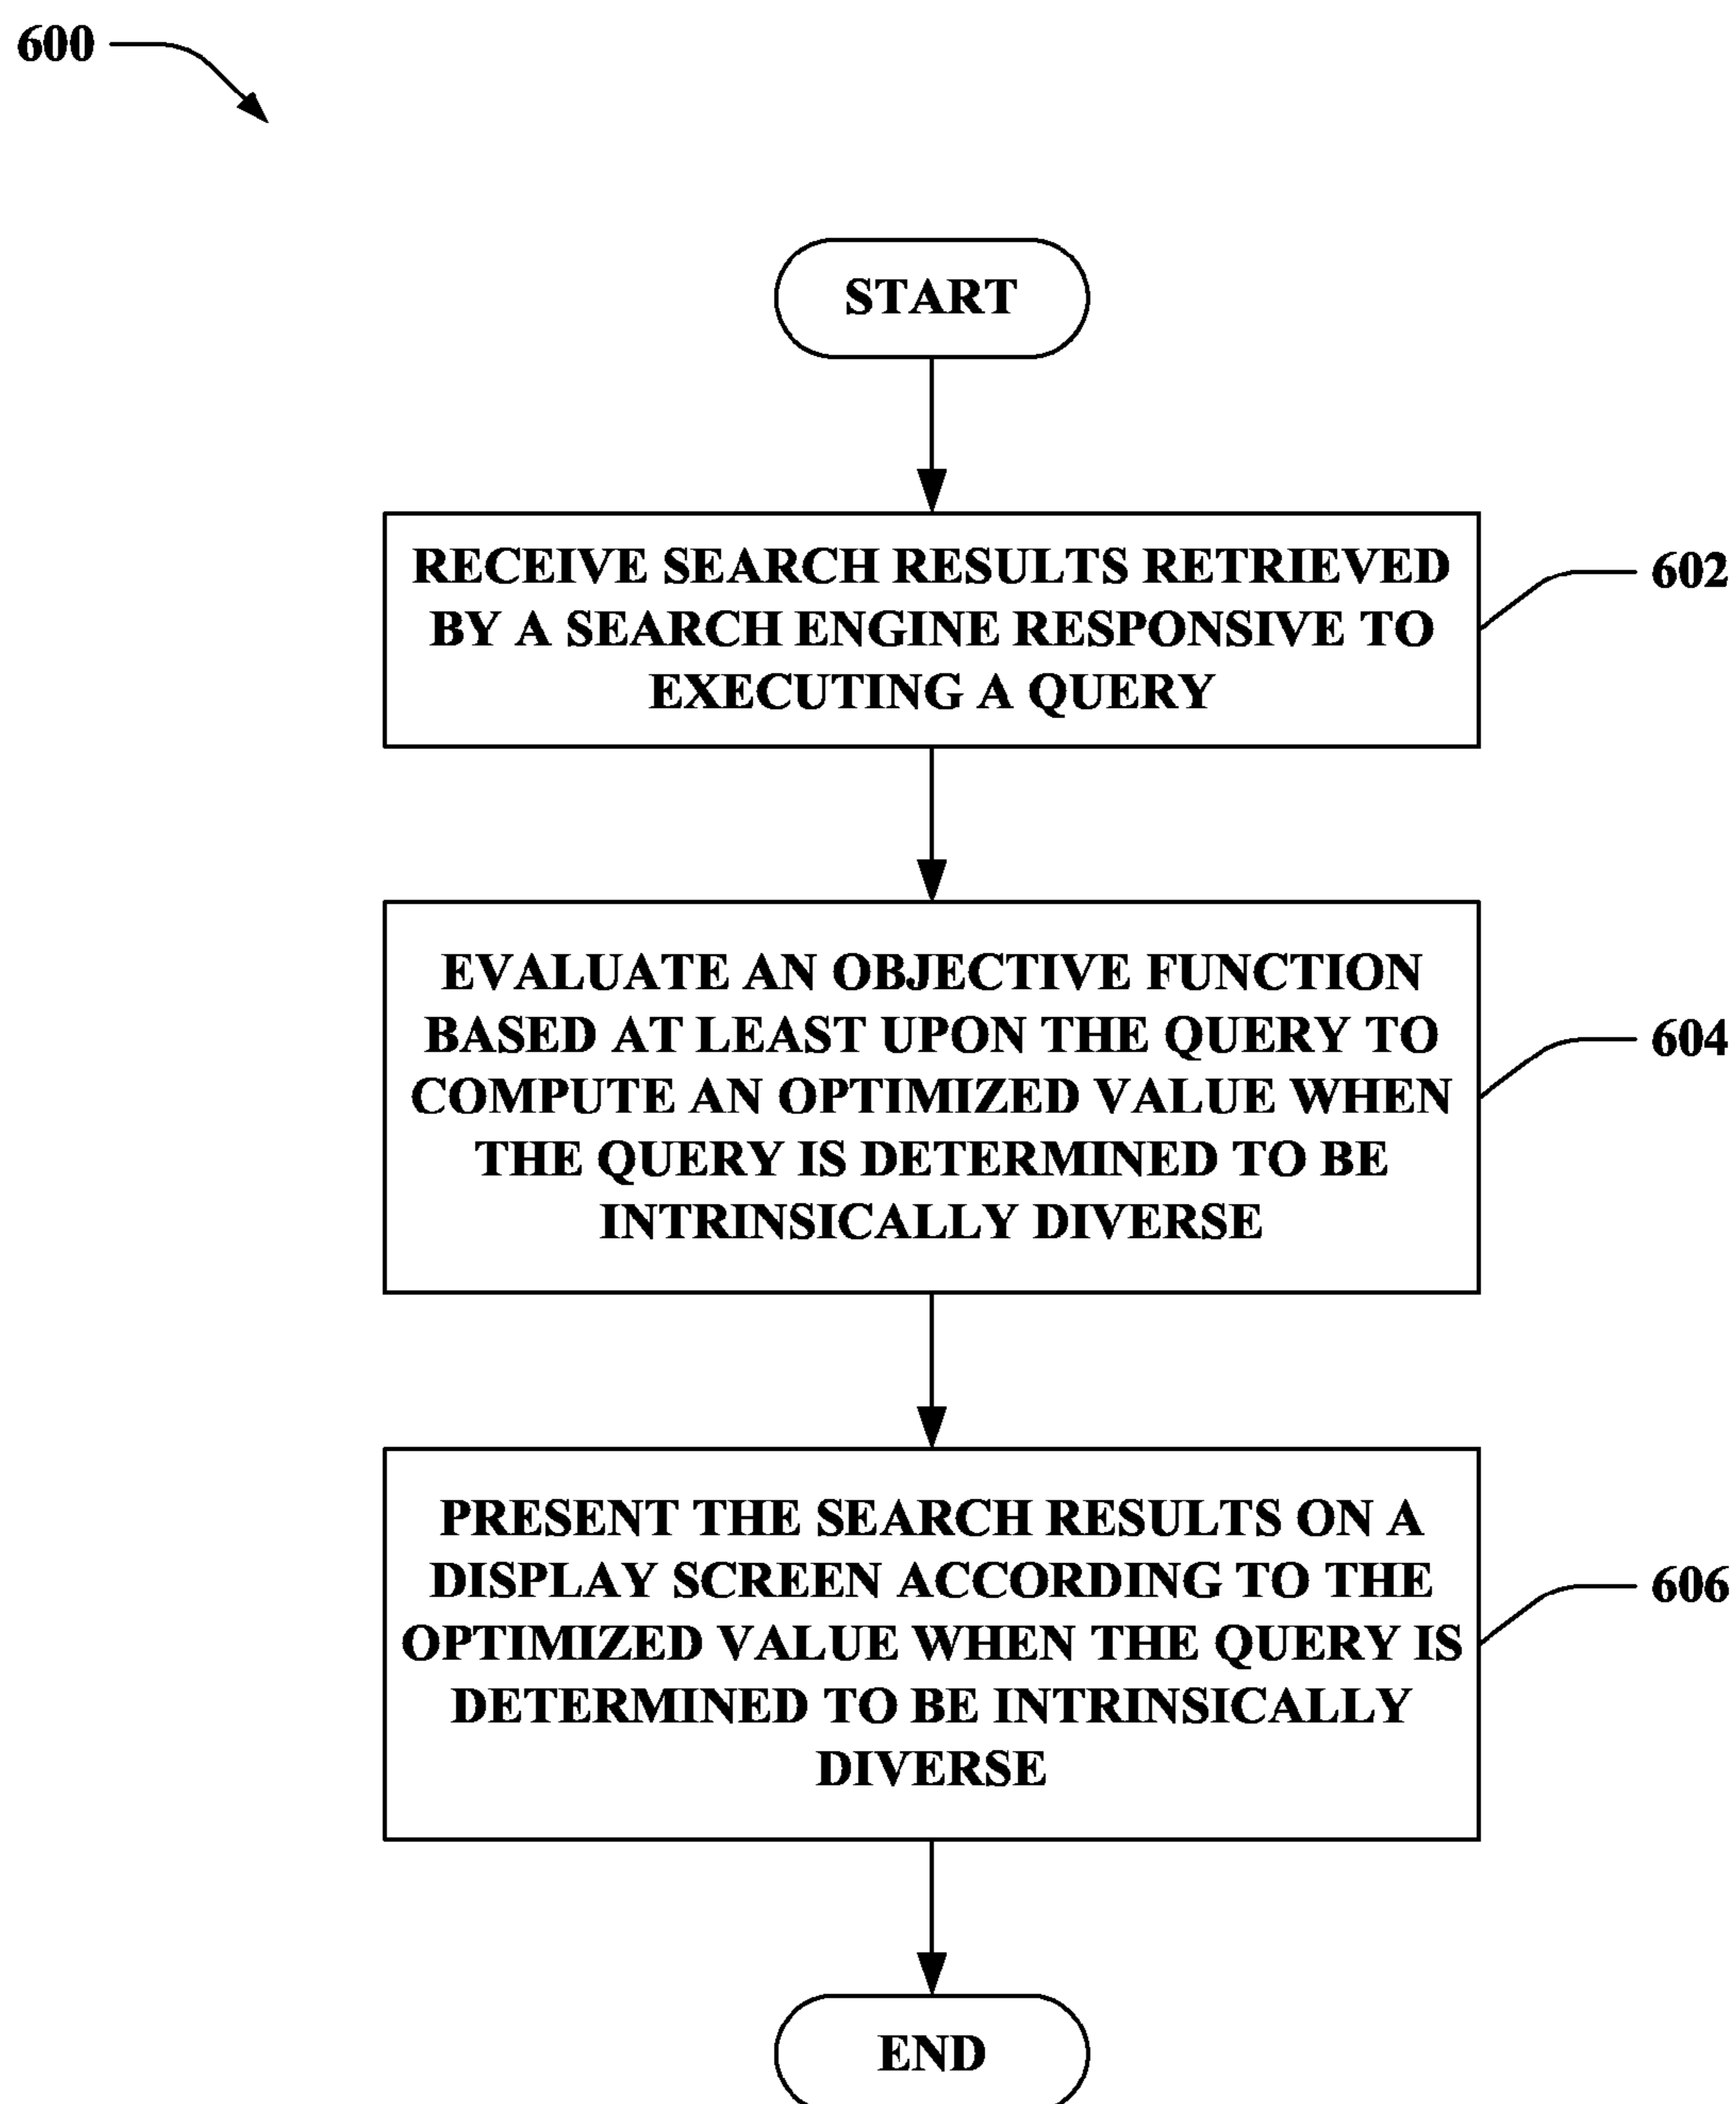 600
START
RECEIVE SEARCH RESULTS RETRIEVED
BY A SEARCH ENGINE RESPONSIVE TO
EXECUTING A QUERY
602
EVALUATE AN OBJECTIVE FUNCTION
BASED AT LEAST UPON THE QUERY TO
COMPUTE AN OPTIMIZED VALUE WHEN
THE QUERY IS DETERMINED TO BE
INTRINSICALLY DIVERSE
604
PRESENT THE SEARCH RESULTS ON A
DISPLAY SCREEN ACCORDING TO THE
OPTIMIZED VALUE WHEN THE QUERY IS
DETERMINED TO BE INTRINSICALLY
DIVERSE
606
END